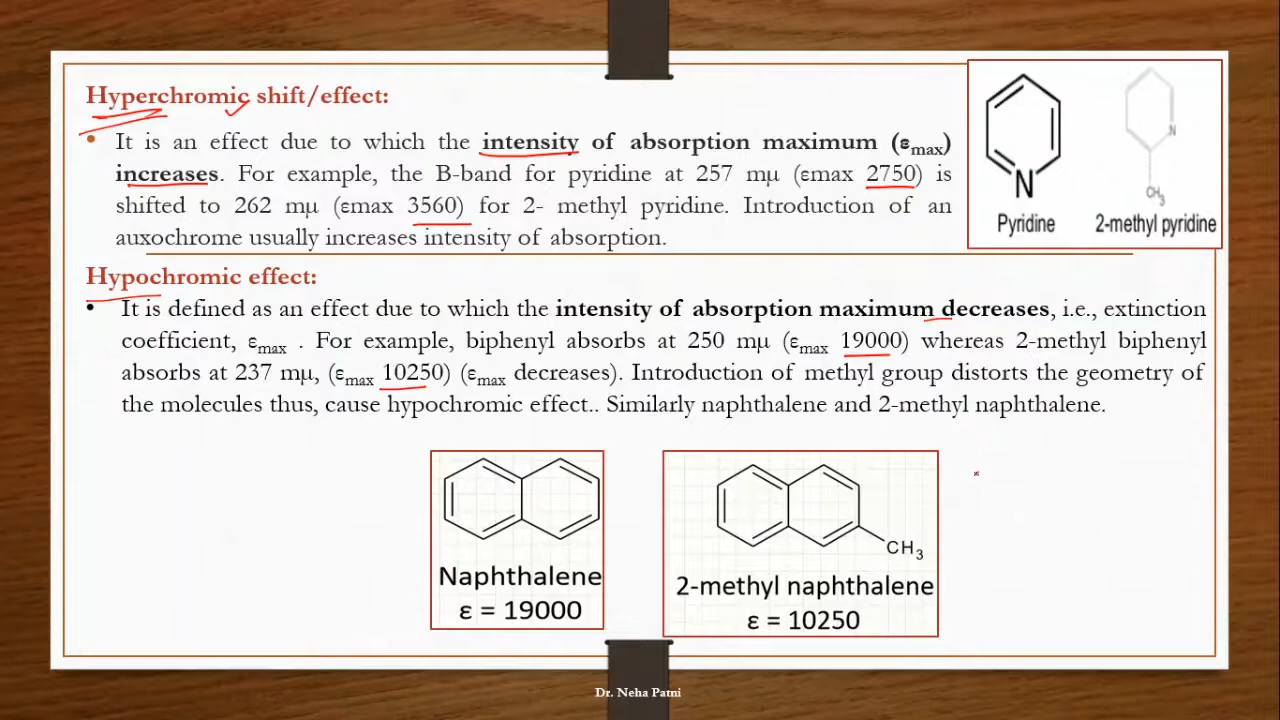 Hyperchromic shift/effect:
• It is an effect due to which the intensity of absorption maximum (εmax)
increases. For example, the B-band for pyridine at 257 mμ (εmax 2750) is
shifted to 262 mμ (εmax 3560) for 2- methyl pyridine. Introduction of an
auxochrome usually increases intensity of absorption.
N
Pyridine
N
CH3
2-methyl pyridine
Hypochromic effect:
• It is defined as an effect due to which the intensity of absorption maximum decreases, i.e., extinction
coefficient, εmax . For example, biphenyl absorbs at 250 mμ (εmax 19000) whereas 2-methyl biphenyl
absorbs at 237 mμ, (εmax 10250) (εmax decreases). Introduction of methyl group distorts the geometry of
the molecules thus, cause hypochromic effect.. Similarly naphthalene and 2-methyl naphthalene.
Naphthalene
ε = 19000
CH3
2-methyl naphthalene
ε = 10250
Dr. Neha Patni